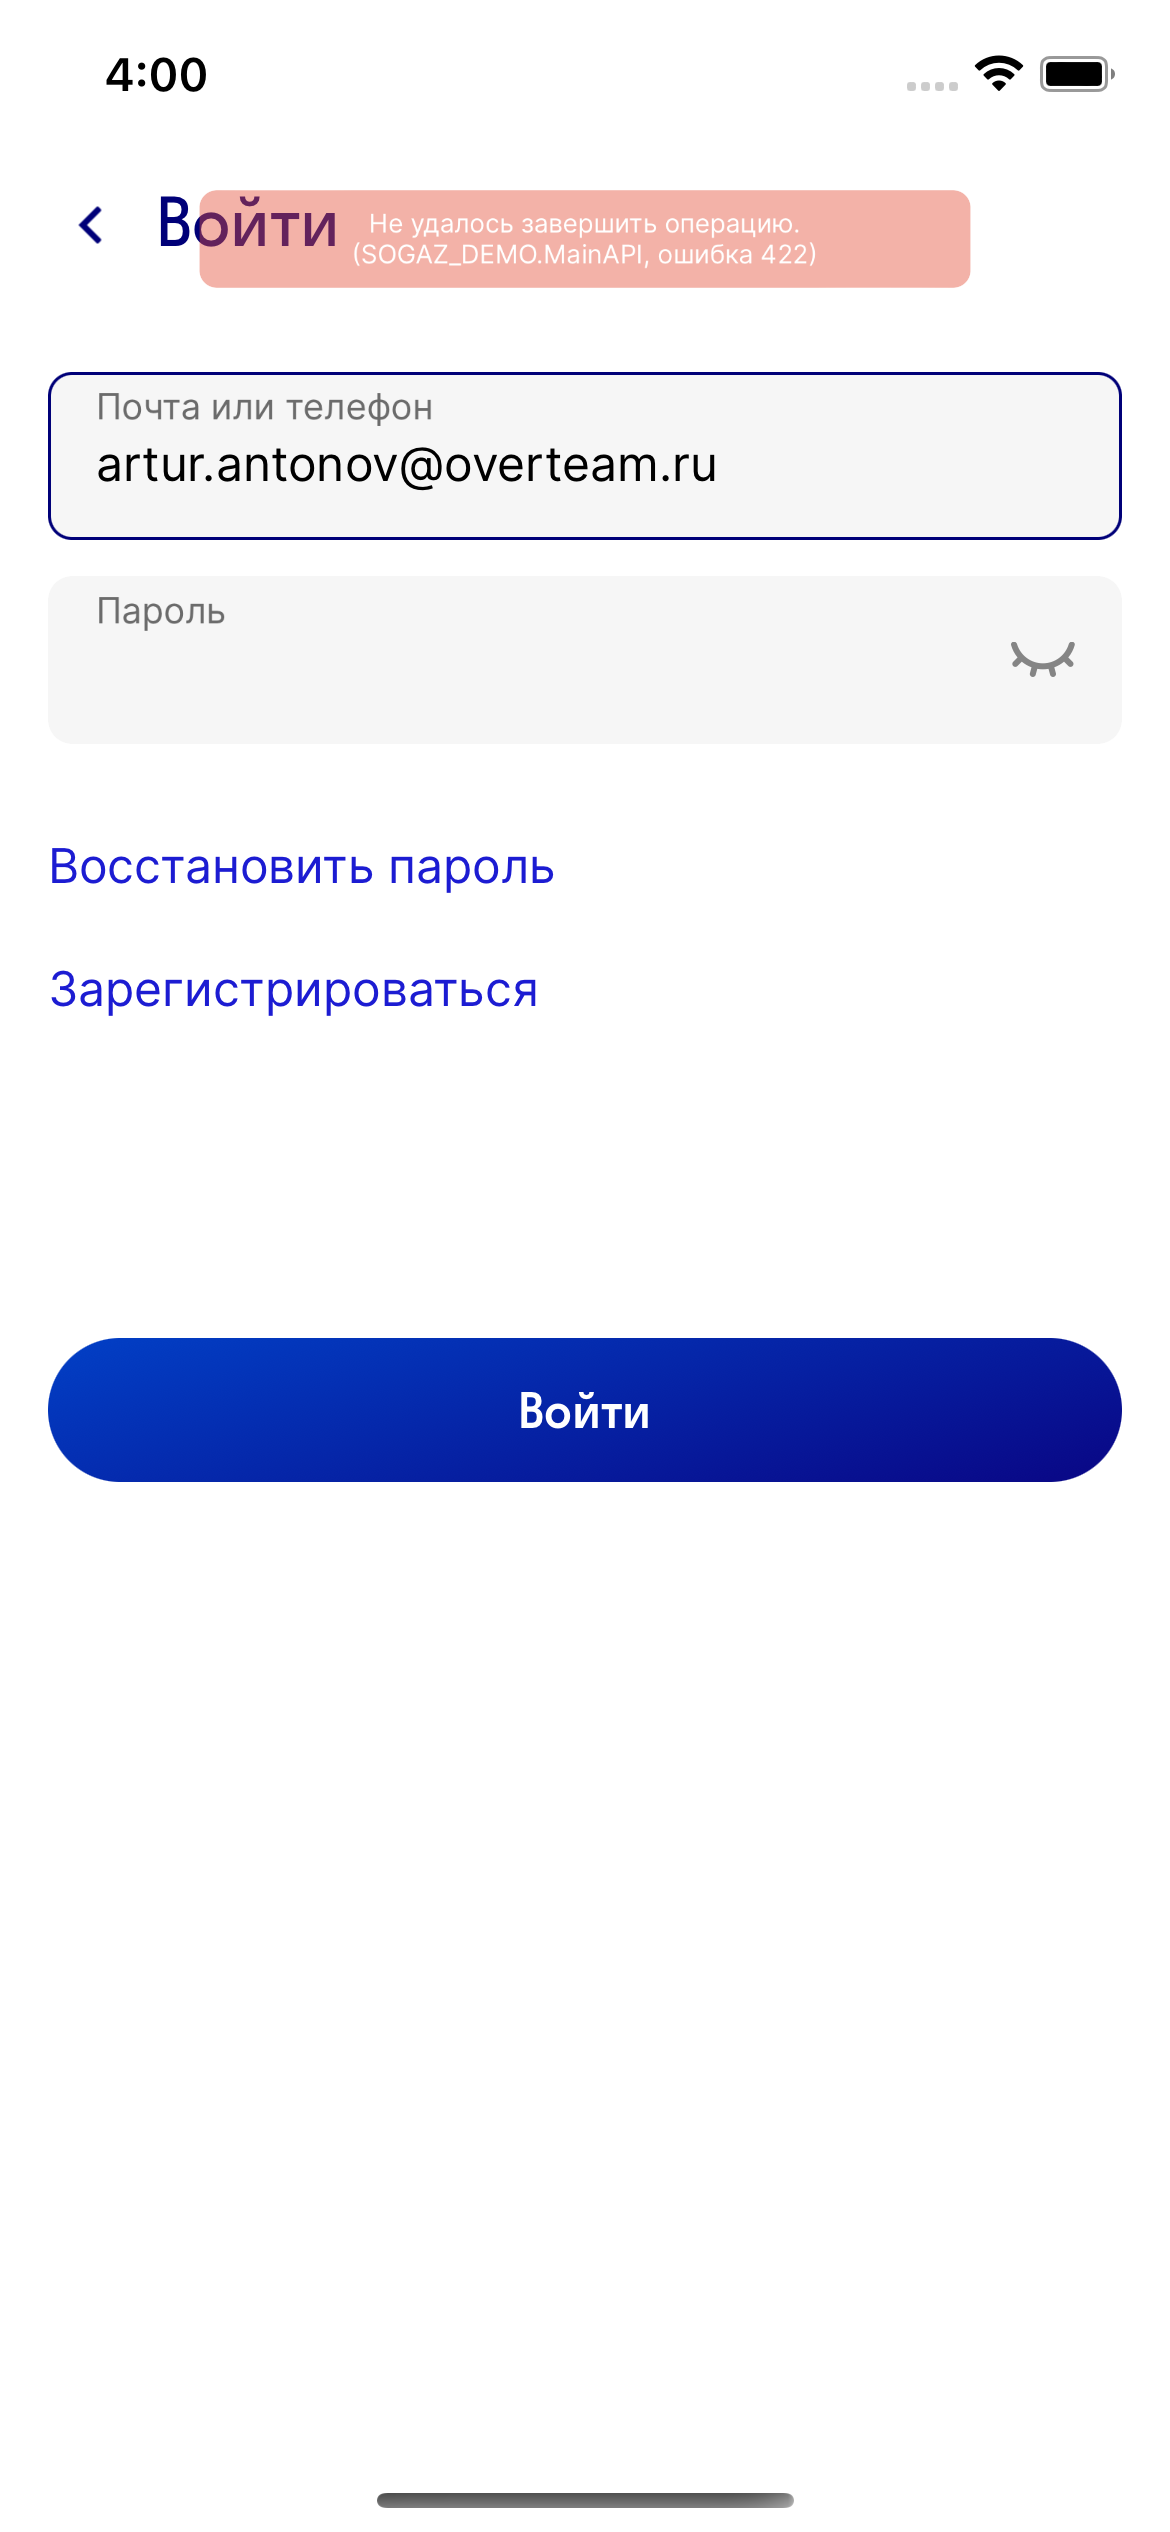 4:00
Войти
Не удалось завершить операцию.
(SOGAZ_DEMO.MainAPI, ошибка 422)
Почта или телефон
artur.antonov@overteam.ru
Пароль
Восстановить пароль
Зарегистрироваться
Войти